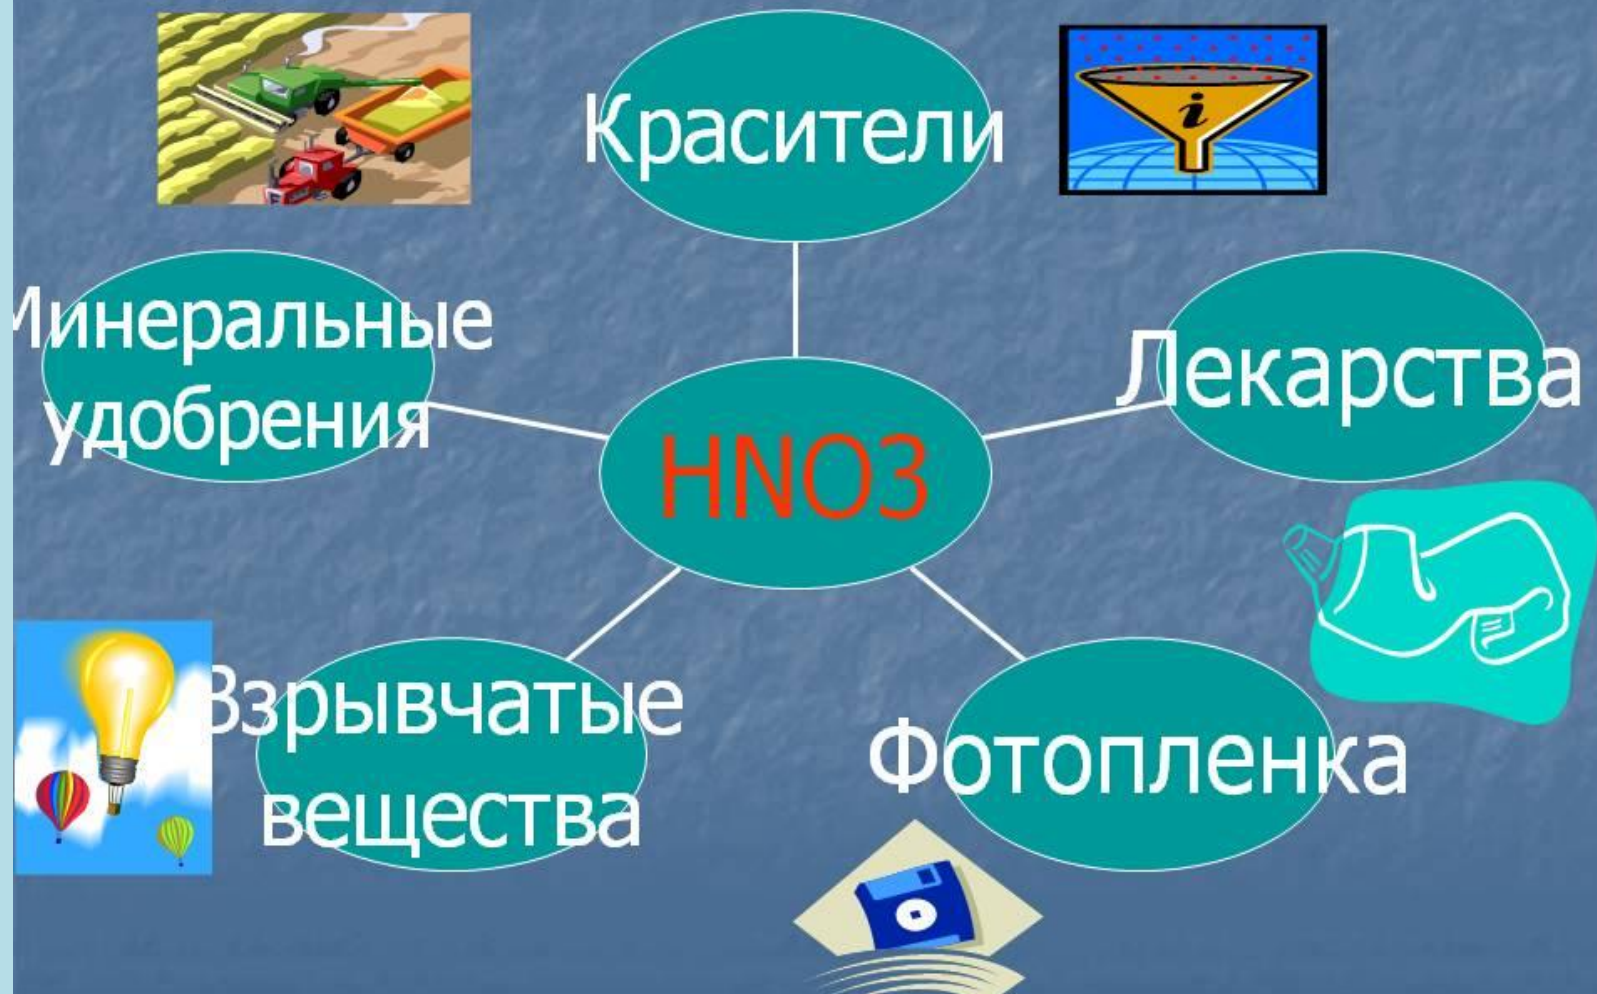 Красители
Минеральные
удобрения
Лекарства
HNO3
Взрывчатые
вещества
Фотопленка
i